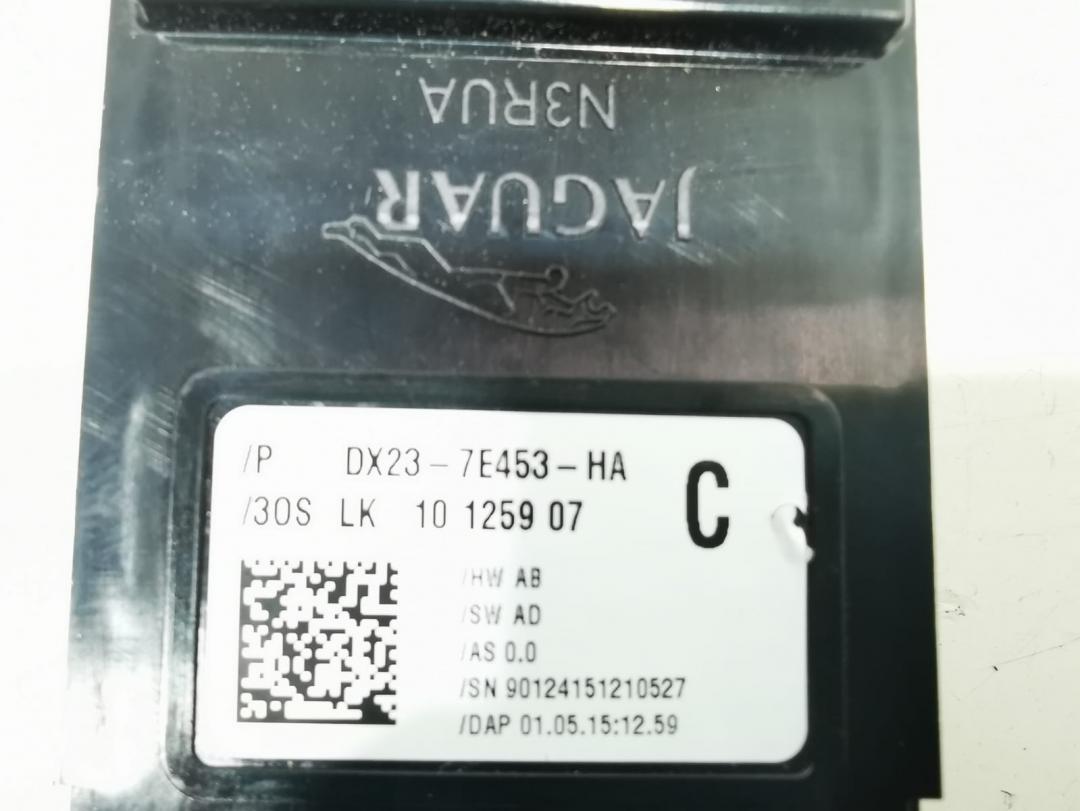 N3RUA
JAGUAR
/P DX23-7E453-HA
C
/3OS LK 10 1259 07
/HW AB
/SW AD
/AS 0.0
/SN 90124151210527
/DAP 01.05.15:12.59